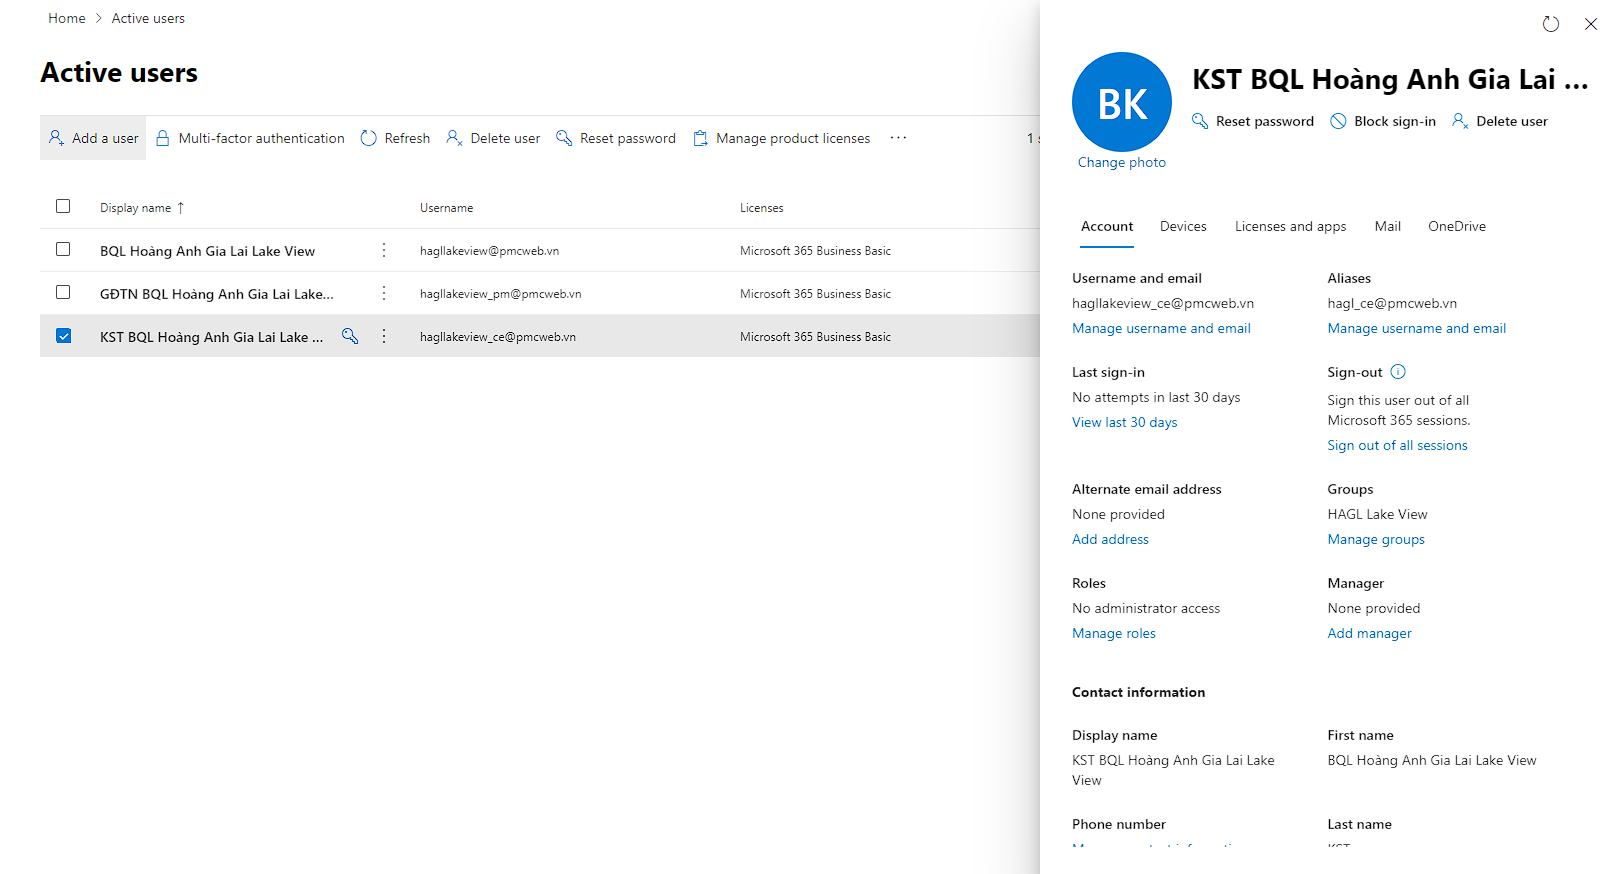 Home > Active users
Active users
Add a user Multi-factor authentication Refresh Delete user Reset password Manage product licenses ··· 1 s
Display name ↑ Username Licenses
BQL Hoàng Anh Gia Lai Lake View hagllakeview@pmcweb.vn Microsoft 365 Business Basic
GĐTN BQL Hoàng Anh Gia Lai Lake... hagllakeview_pm@pmcweb.vn Microsoft 365 Business Basic
KST BQL Hoàng Anh Gia Lai Lake ... hagllakeview_ce@pmcweb.vn Microsoft 365 Business Basic
BK
KST BQL Hoàng Anh Gia Lai ...
Reset password Block sign-in Delete user
Change photo
Account Devices Licenses and apps Mail OneDrive
Username and email
hagllakeview_ce@pmcweb.vn
Manage username and email
Aliases
hagl_ce@pmcweb.vn
Manage username and email
Last sign-in
No attempts in last 30 days
View last 30 days
Sign-out
Sign this user out of all
Microsoft 365 sessions.
Sign out of all sessions
Alternate email address
None provided
Add address
Groups
HAGL Lake View
Manage groups
Roles
No administrator access
Manage roles
Manager
None provided
Add manager
Contact information
Display name
KST BQL Hoàng Anh Gia Lai Lake
View
First name
BQL Hoàng Anh Gia Lai Lake View
Phone number
Last name
KST